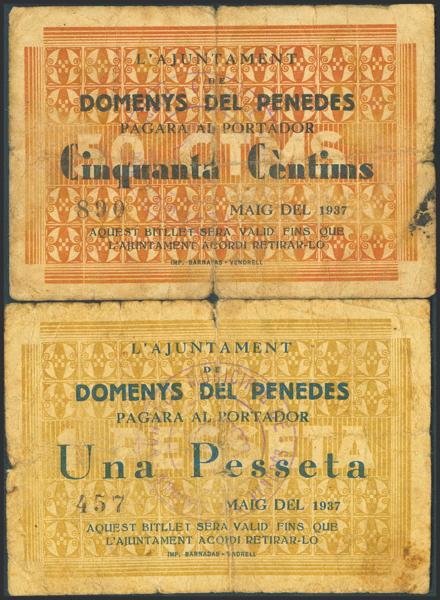 L'AJUNTAMENT
DE
DOMENYS DEL PENEDES
PAGARA AL PORTADOR
50 CTMS
Cinquanta Cèntims
890 MAIG DEL 1937
AQUEST BITLLET SERA VALID FINS QUE
L'AJUNTAMENT ACORDI RETIRAR-LO
IMP. BARNADAS - VENDRELL
L'AJUNTAMENT
DE
DOMENYS DEL PENEDES
PAGARA AL PORTADOR
Una Pesseta
457 MAIG DEL 1937
AQUEST BITLLET SERA VALID FINS QUE
L'AJUNTAMENT ACORDI RETIRAR-LO
IMP. BARNADAS - VENDRELL